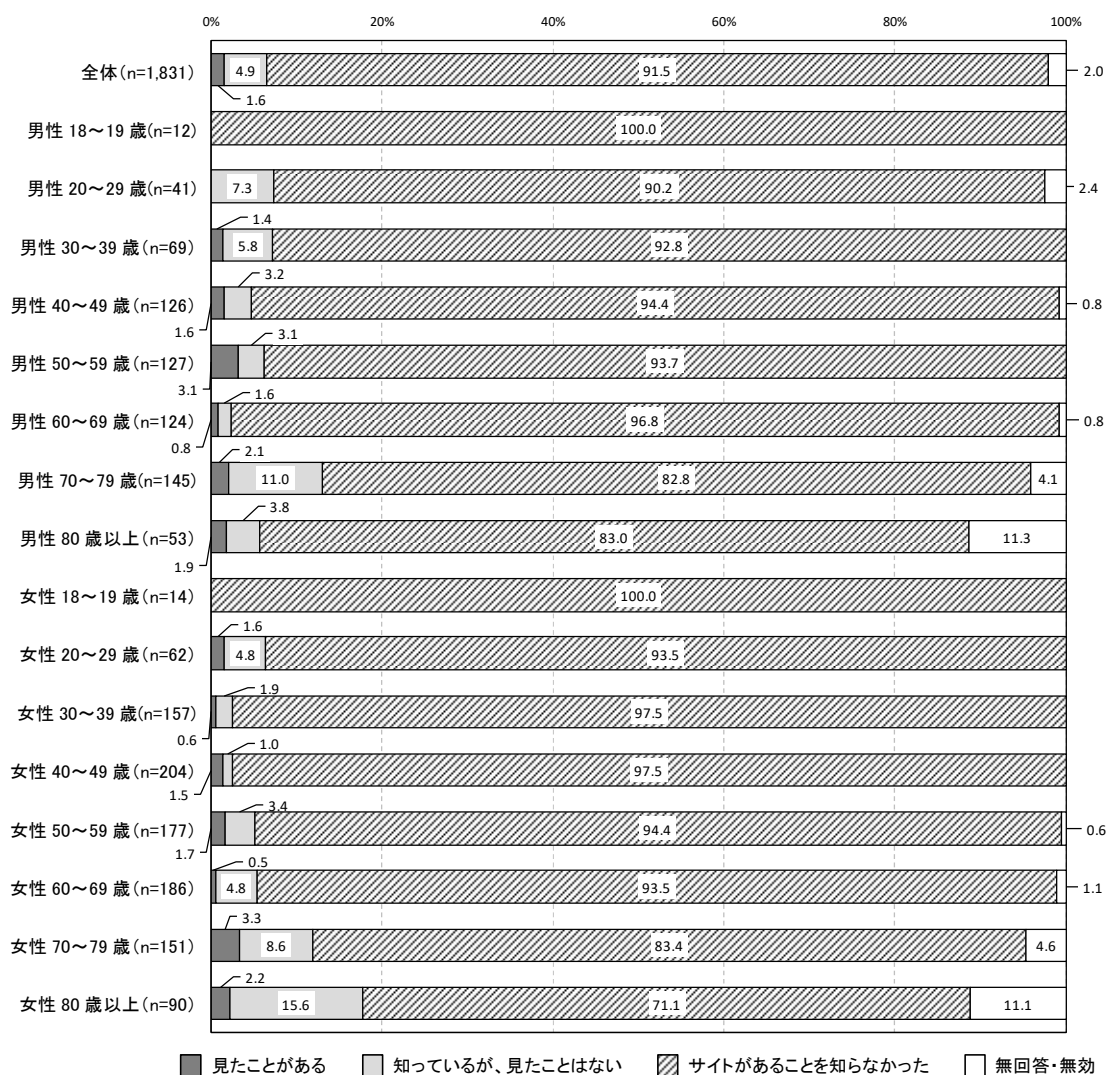 0% 20% 40% 60% 80% 100%
全体(n=1,831) 4.9 91.5 2.0
1.6
男性 18～19 歳(n=12) 100.0
男性 20～29 歳(n=41) 7.3 90.2 2.4
1.4
男性 30～39 歳(n=69) 5.8 92.8
3.2
男性 40～49 歳(n=126) 94.4 0.8
1.6
3.1
男性 50～59 歳(n=127) 93.7
3.1
1.6
男性 60～69 歳(n=124) 96.8 0.8
0.8
2.1
男性 70～79 歳(n=145) 11.0 82.8 4.1
3.8
男性 80 歳以上(n=53) 83.0 11.3
1.9
女性 18～19 歳(n=14) 100.0
1.6
女性 20～29 歳(n=62) 4.8 93.5
1.9
女性 30～39 歳(n=157) 97.5
0.6
1.0
女性 40～49 歳(n=204) 97.5
1.5
3.4
女性 50～59 歳(n=177) 94.4 0.6
1.7
0.5
女性 60～69 歳(n=186) 4.8 93.5 1.1
3.3
女性 70～79 歳(n=151) 8.6 83.4 4.6
2.2
女性 80 歳以上(n=90) 15.6 71.1 11.1
見たことがある 知っているが、見たことはない サイトがあることを知らなかった 無回答・無効